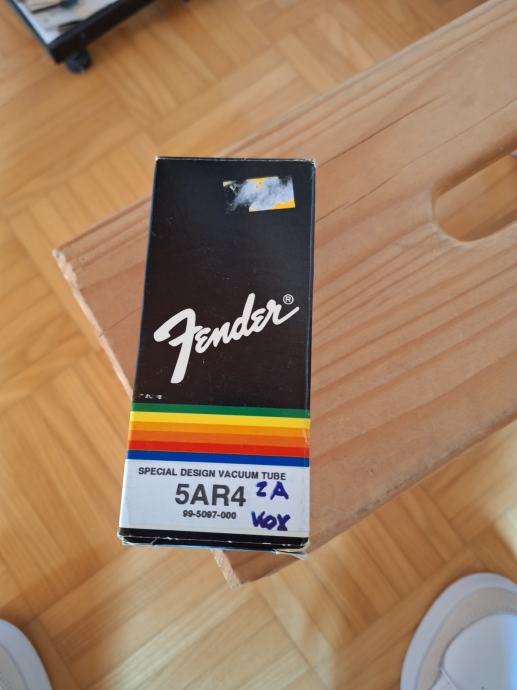 Fender®
SPECIAL DESIGN VACUUM TUBE
5AR4 2A
99-5097-000 VOX